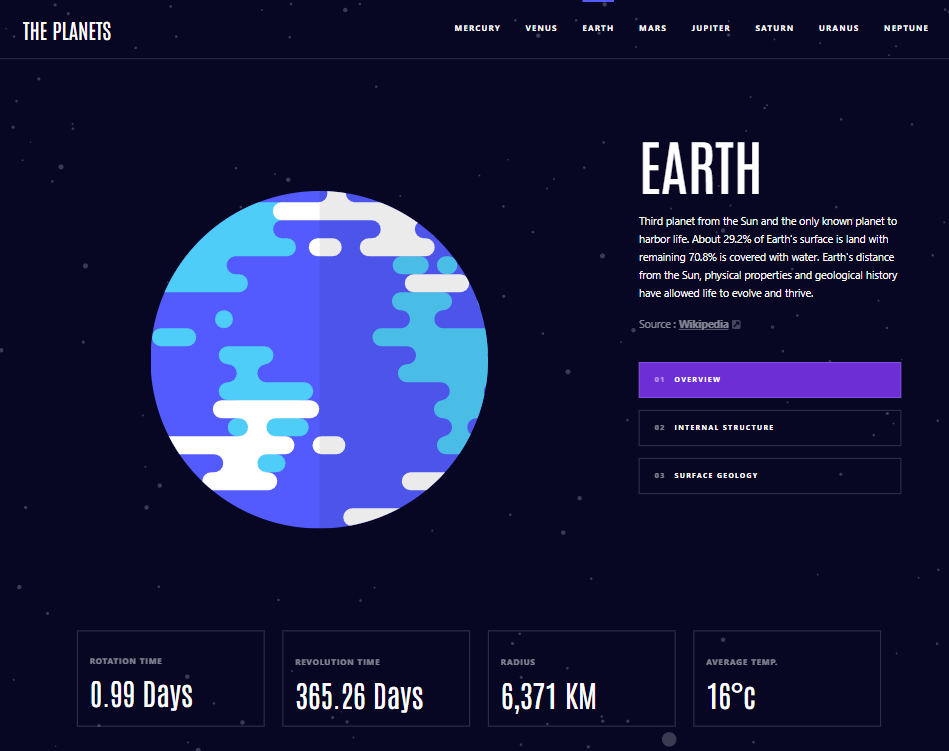 THE PLANETS
MERCURY VENUS EARTH MARS JUPITER SATURN URANUS NEPTUNE
EARTH
Third planet from the Sun and the only known planet to
harbor life. About 29.2% of Earth's surface is land with
remaining 70.8% is covered with water. Earth's distance
from the Sun, physical properties and geological history
have allowed life to evolve and thrive.
Source : Wikipedia
01 OVERVIEW
02 INTERNAL STRUCTURE
03 SURFACE GEOLOGY
ROTATION TIME
0.99 Days
REVOLUTION TIME
365.26 Days
RADIUS
6,371 KM
AVERAGE TEMP.
16°c